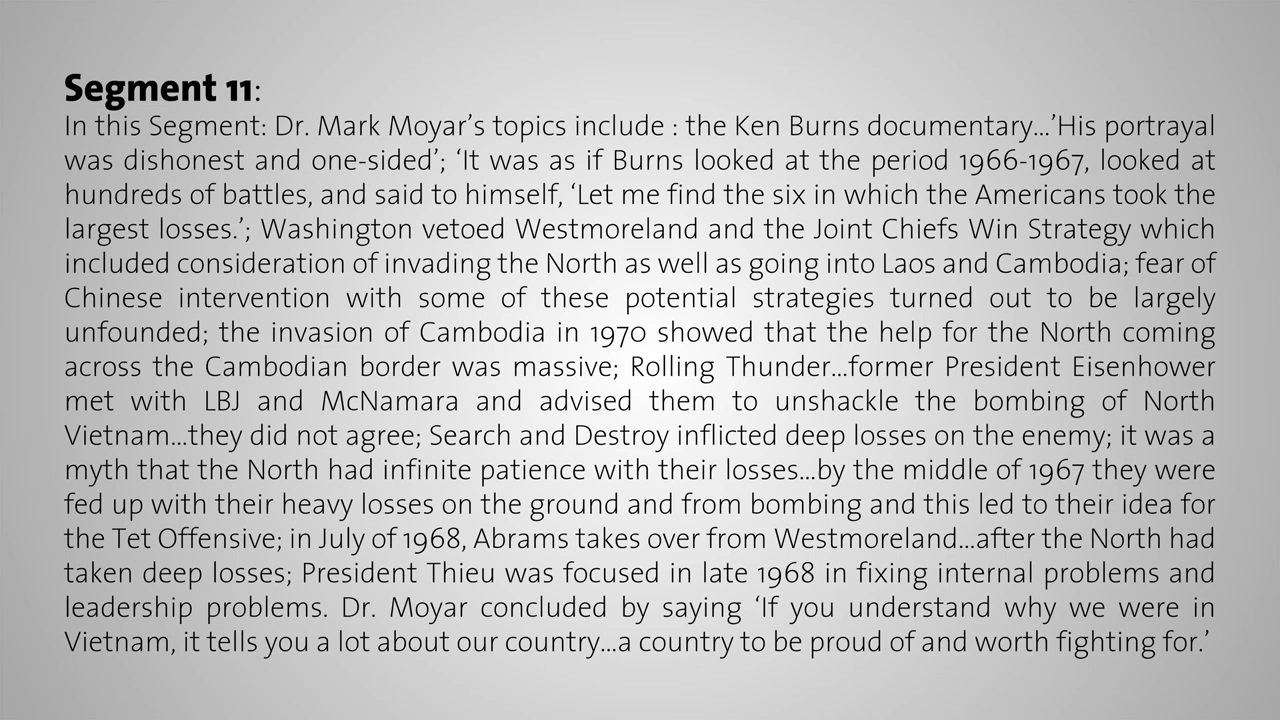 Segment 11:
In this Segment: Dr. Mark Moyar’s topics include : the Ken Burns documentary...’His portrayal
was dishonest and one-sided’; ‘It was as if Burns looked at the period 1966-1967, looked at
hundreds of battles, and said to himself, ‘Let me find the six in which the Americans took the
largest losses.’; Washington vetoed Westmoreland and the Joint Chiefs Win Strategy which
included consideration of invading the North as well as going into Laos and Cambodia; fear of
Chinese intervention with some of these potential strategies turned out to be largely
unfounded; the invasion of Cambodia in 1970 showed that the help for the North coming
across the Cambodian border was massive; Rolling Thunder...former President Eisenhower
met with LBJ and McNamara and advised them to unshackle the bombing of North
Vietnam...they did not agree; Search and Destroy inflicted deep losses on the enemy; it was a
myth that the North had infinite patience with their losses...by the middle of 1967 they were
fed up with their heavy losses on the ground and from bombing and this led to their idea for
the Tet Offensive; in July of 1968, Abrams takes over from Westmoreland...after the North had
taken deep losses; President Thieu was focused in late 1968 in fixing internal problems and
leadership problems. Dr. Moyar concluded by saying ‘If you understand why we were in
Vietnam, it tells you a lot about our country...a country to be proud of and worth fighting for.’